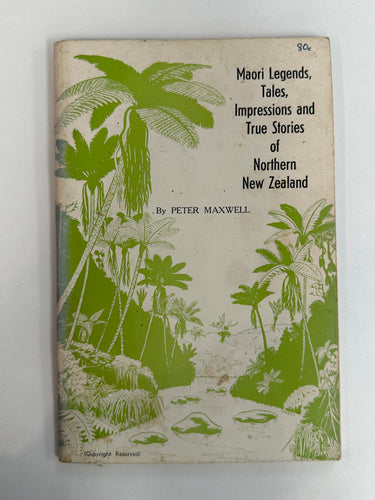 80c
Maori Legends,
Tales,
Impressions and
True Stories
of
Northern
New Zealand
By PETER MAXWELL
(Copyright Reserved)